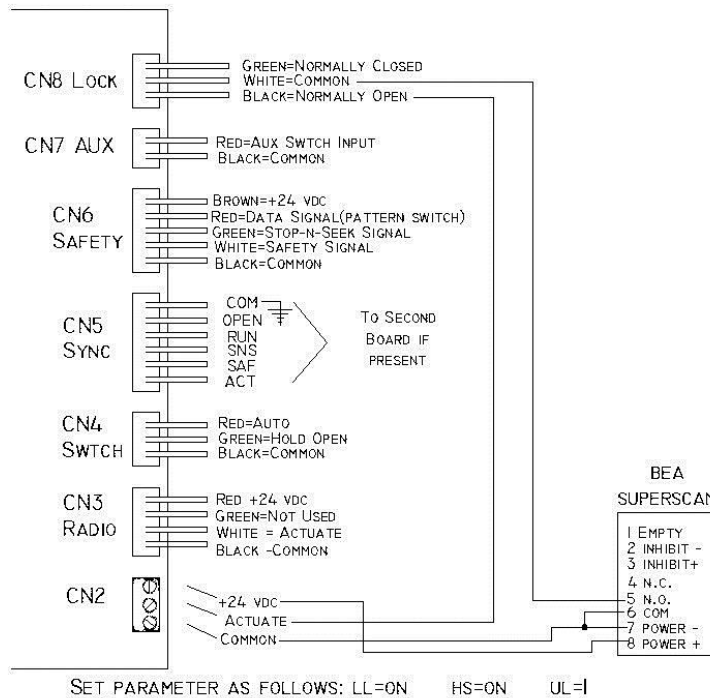 CN8 LOCK
GREEN=NORMALLY CLOSED
WHITE=COMMON
BLACK=NORMALLY OPEN
CN7 AUX
RED=AUX SWTCH INPUT
BLACK=COMMON
CN6
SAFETY
BROWN=+24 VDC
RED=DATA SIGNAL(PATTERN SWITCH)
GREEN=STOP-N-SEEK SIGNAL
WHITE=SAFETY SIGNAL
BLACK=COMMON
CN5
SYNC
COM
OPEN
RUN
SNS
SAF
ACT
TO SECOND
BOARD IF
PRESENT
CN4
SWTCH
RED=AUTO
GREEN=HOLD OPEN
BLACK=COMMON
CN3
RADIO
RED +24 VDC
GREEN=NOT USED
WHITE = ACTUATE
BLACK -COMMON
CN2
+24 VDC
ACTUATE
COMMON
BEA
SUPERSCAN
1 EMPTY
2 INHIBIT -
3 INHIBIT+
4 N.C.
5 N.O.
6 COM
7 POWER -
8 POWER +
SET PARAMETER AS FOLLOWS: LL=ON HS=ON UL=1